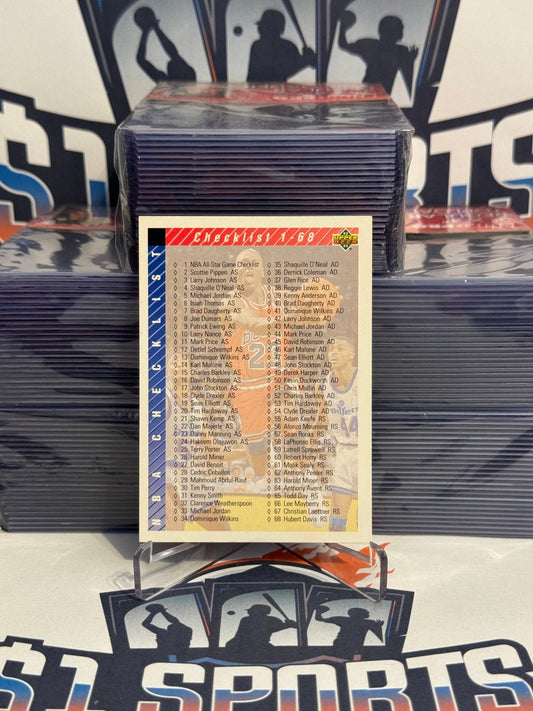 $1 SPORTS
Checklist 1-68
UPPER DECK
NBA CHECKLIST
1 NBA All-Star Game Checklist
2 Scottie Pippen AS
3 Larry Johnson AS
4 Shaquille O'Neal AS
5 Michael Jordan AS
6 Isiah Thomas AS
7 Brad Daugherty AS
8 Joe Dumars AS
9 Patrick Ewing AS
10 Larry Nance AS
11 Mark Price AS
12 Detlef Schrempf AS
13 Dominique Wilkins AS
14 Karl Malone AS
15 Charles Barkley AS
16 David Robinson AS
17 John Stockton AS
18 Clyde Drexler AS
19 Sean Elliott AS
20 Tim Hardaway AS
21 Shawn Kemp AS
22 Dan Majerle AS
23 Danny Manning AS
24 Hakeem Olajuwon AS
25 Terry Porter AS
26 Harold Miner
27 David Benoit
28 Cedric Ceballos
29 Mahmoud Abdul-Rauf
30 Tim Perry
31 Kenny Smith
32 Clarence Weatherspoon
33 Michael Jordan
34 Dominique Wilkins
35 Shaquille O'Neal AD
36 Derrick Coleman AD
37 Glen Rice AD
38 Reggie Lewis AD
39 Kenny Anderson AD
40 Brad Daugherty AD
41 Dominique Wilkins AD
42 Larry Johnson AD
43 Michael Jordan AD
44 Mark Price AD
45 David Robinson AD
46 Karl Malone AD
47 Sean Elliott AD
48 John Stockton AD
49 Derek Harper AD
50 Kevin Duckworth AD
51 Chris Mullin AD
52 Charles Barkley AD
53 Tim Hardaway AD
54 Clyde Drexler AD
55 Adam Keefe RS
56 Alonzo Mourning RS
57 Sean Rooks RS
58 LaPhonso Ellis RS
59 Latrell Sprewell RS
60 Robert Horry RS
61 Malik Sealy RS
62 Anthony Peeler RS
63 Harold Miner RS
64 Anthony Avent RS
65 Todd Day RS
66 Lee Mayberry RS
67 Christian Laettner RS
68 Hubert Davis RS
$1 SPORTS